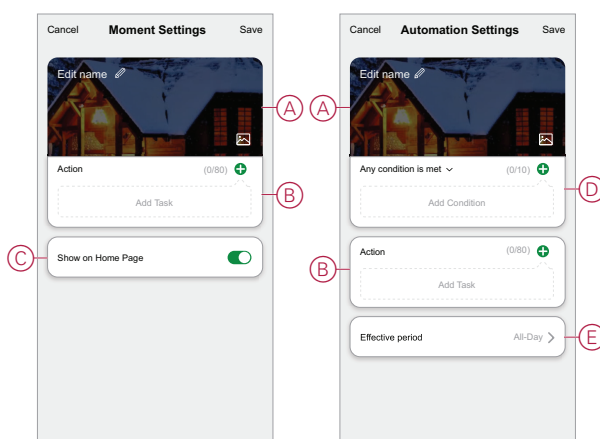 Cancel Moment Settings Save
Edit name
A
Action (0/80)
B
Add Task
C
Show on Home Page
Cancel Automation Settings Save
Edit name
A
Any condition is met (0/10)
D
Add Condition
Action (0/80)
B
Add Task
Effective period All-Day
E